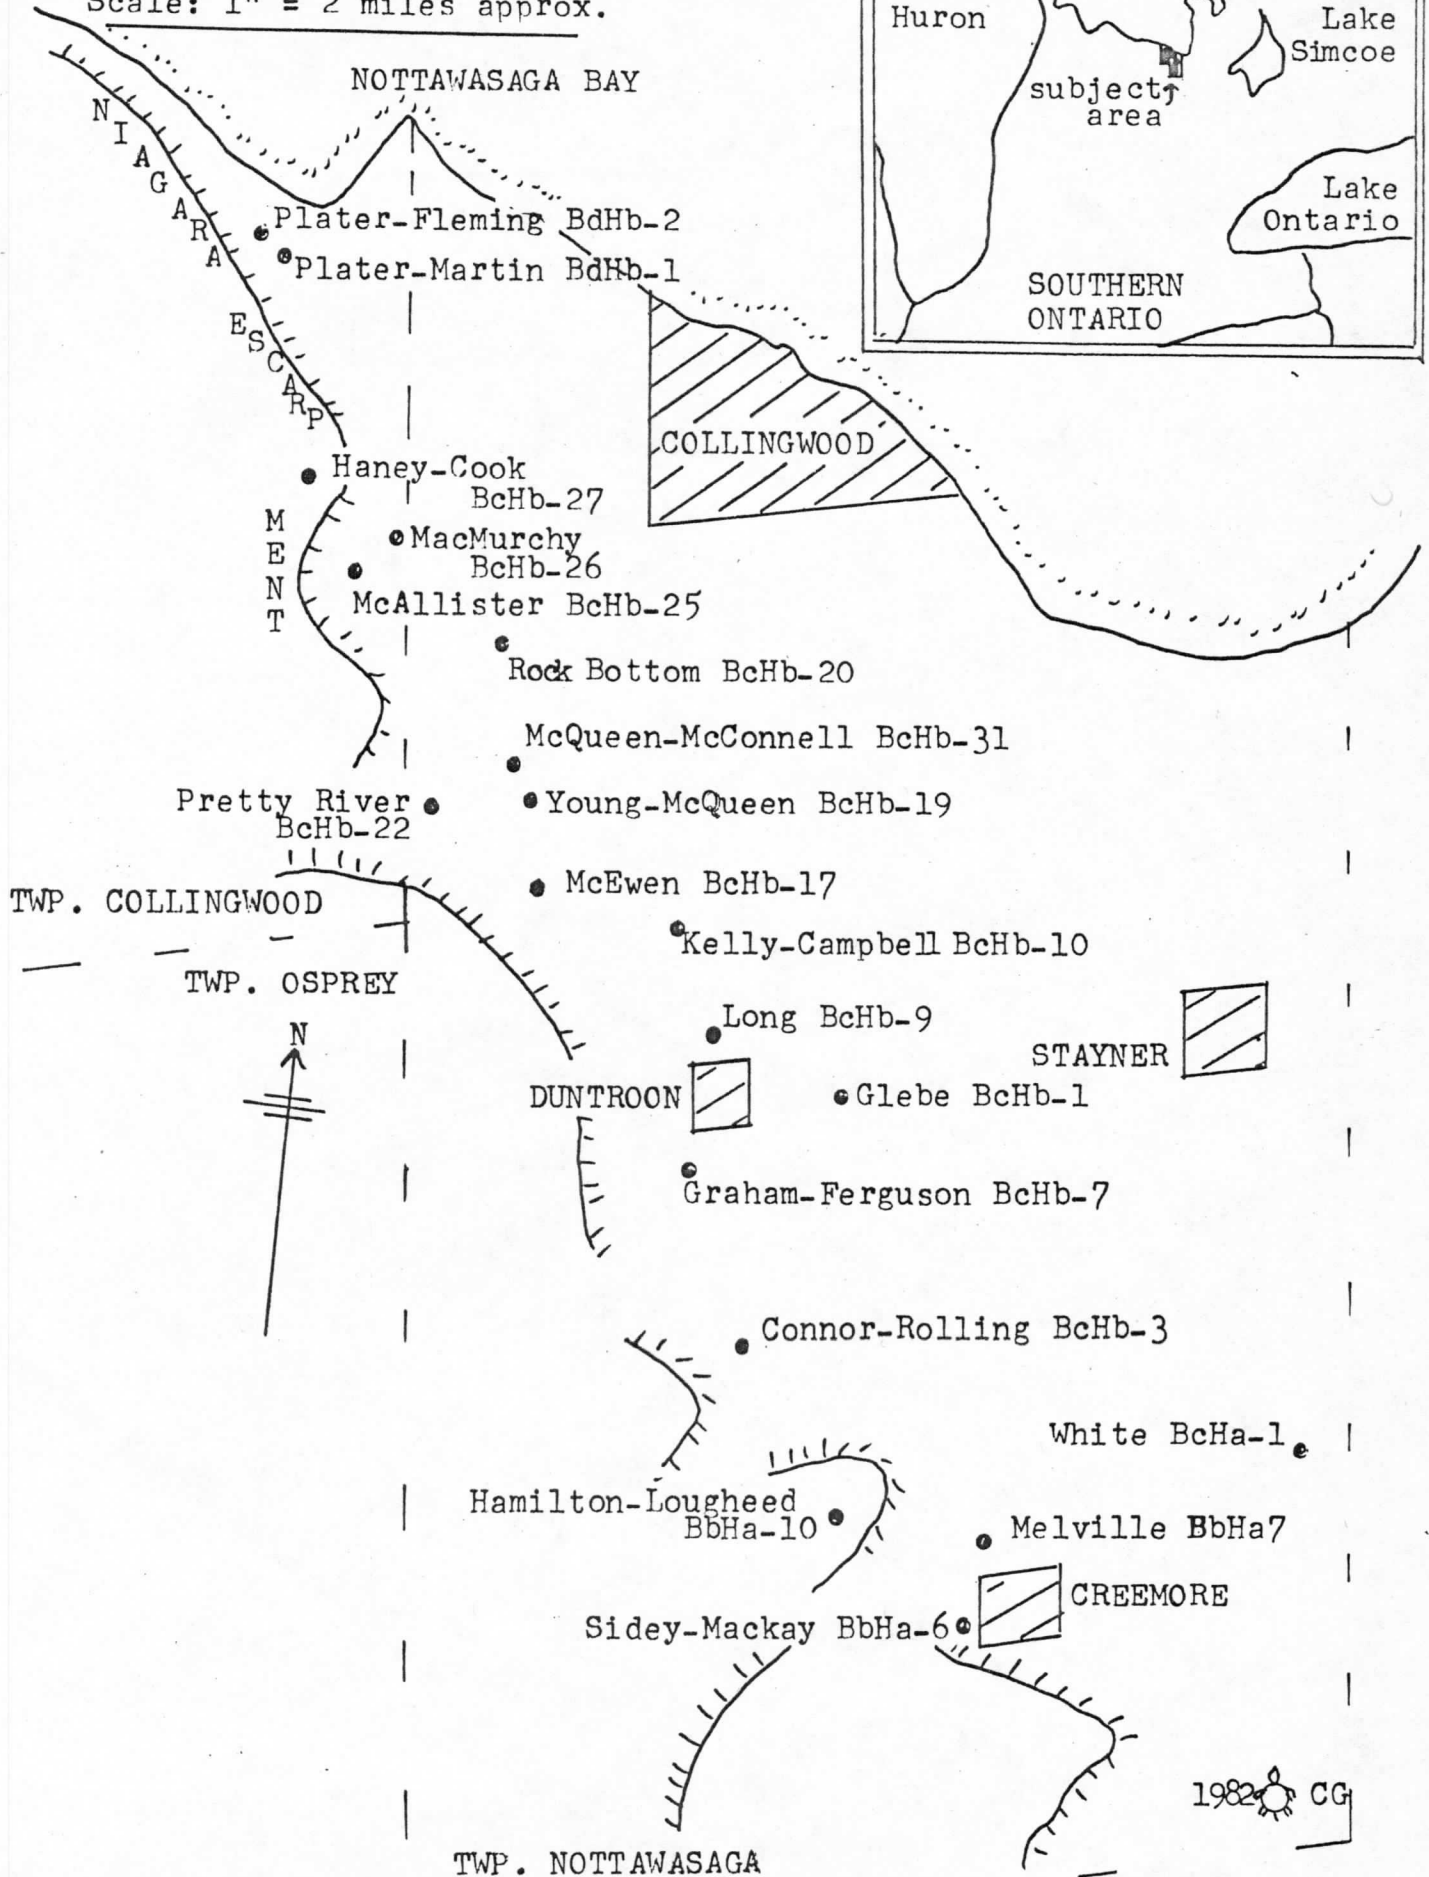 Scale: 1" = 2 miles approx.
Huron
Lake
Simcoe
subject
area
Lake
Ontario
SOUTHERN
ONTARIO
NOTTAWASAGA BAY
NIAGARA
ESCARP
MENT
Plater-Fleming BdHb-2
Plater-Martin BdHb-1
COLLINGWOOD
Haney-Cook
BcHb-27
MacMurchy
BcHb-26
McAllister BcHb-25
Rock Bottom BcHb-20
McQueen-McConnell BcHb-31
Pretty River
BcHb-22
Young-McQueen BcHb-19
McEwen BcHb-17
TWP. COLLINGWOOD
Kelly-Campbell BcHb-10
TWP. OSPREY
N
Long BcHb-9
STAYNER
DUNTROON
Glebe BcHb-1
Graham-Ferguson BcHb-7
Connor-Rolling BcHb-3
White BcHa-1
Hamilton-Lougheed
BbHa-10
Melville BbHa7
CREEMORE
Sidey-Mackay BbHa-6
1982 CG
TWP. NOTTAWASAGA